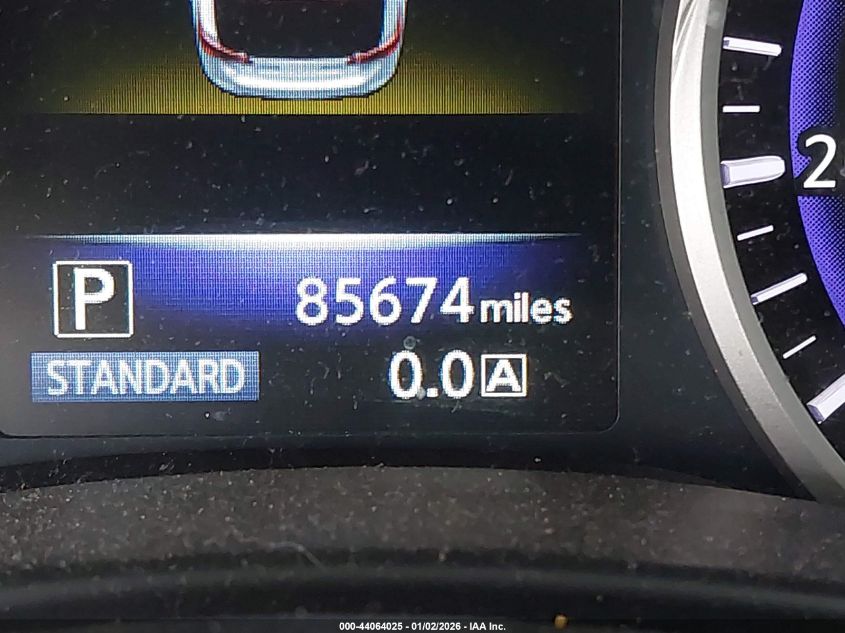 2
P
85674 miles
STANDARD
0.0 A
000-44064025 - 01/02/2026 - IAA Inc.